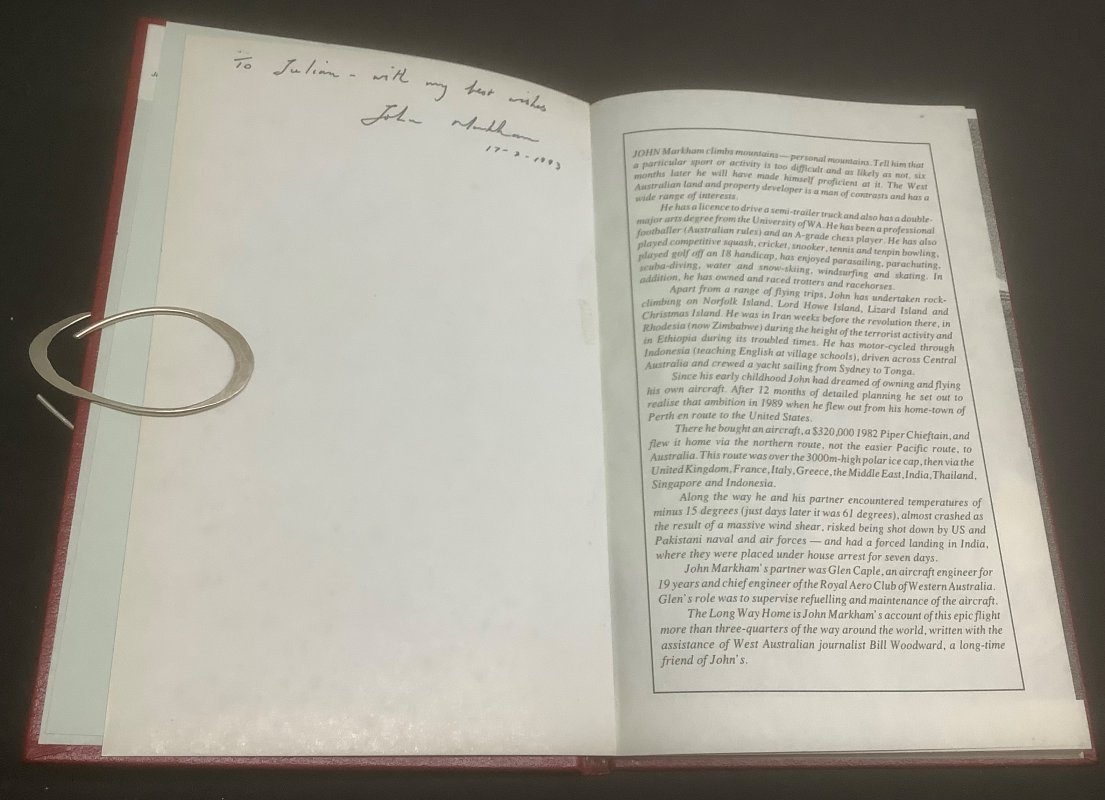 To Julian - with my best wishes
John Markham
17-2-1993
JOHN Markham climbs mountains—personal mountains. Tell him that
a particular sport or activity is too difficult and as likely as not, six
months later he will have made himself proficient at it. The West
Australian land and property developer is a man of contrasts and has a
wide range of interests.
He has a licence to drive a semi-trailer truck and also has a double-
major arts degree from the University of WA. He has been a professional
footballer (Australian rules) and an A-grade chess player. He has also
played competitive squash, cricket, snooker, tennis and tenpin bowling,
played golf off an 18 handicap, has enjoyed parasailing, parachuting,
scuba-diving, water and snow-skiing, windsurfing and skating. In
addition, he has owned and raced trotters and racehorses.
Apart from a range of flying trips, John has undertaken rock-
climbing on Norfolk Island, Lord Howe Island, Lizard Island and
Christmas Island. He was in Iran weeks before the revolution there, in
Rhodesia (now Zimbabwe) during the height of the terrorist activity and
in Ethiopia during its troubled times. He has motor-cycled through
Indonesia (teaching English at village schools), driven across Central
Australia and crewed a yacht sailing from Sydney to Tonga.
Since his early childhood John had dreamed of owning and flying
his own aircraft. After 12 months of detailed planning he set out to
realise that ambition in 1989 when he flew out from his home-town of
Perth en route to the United States.
There he bought an aircraft, a $320,000 1982 Piper Chieftain, and
flew it home via the northern route, not the easier Pacific route, to
Australia. This route was over the 3000m-high polar ice cap, then via the
United Kingdom, France, Italy, Greece, the Middle East, India, Thailand,
Singapore and Indonesia.
Along the way he and his partner encountered temperatures of
minus 15 degrees (just days later it was 61 degrees), almost crashed as
the result of a massive wind shear, risked being shot down by US and
Pakistani naval and air forces — and had a forced landing in India,
where they were placed under house arrest for seven days.
John Markham's partner was Glen Caple, an aircraft engineer for
19 years and chief engineer of the Royal Aero Club of Western Australia.
Glen's role was to supervise refuelling and maintenance of the aircraft.
The Long Way Home is John Markham's account of this epic flight
more than three-quarters of the way around the world, written with the
assistance of West Australian journalist Bill Woodward, a long-time
friend of John's.